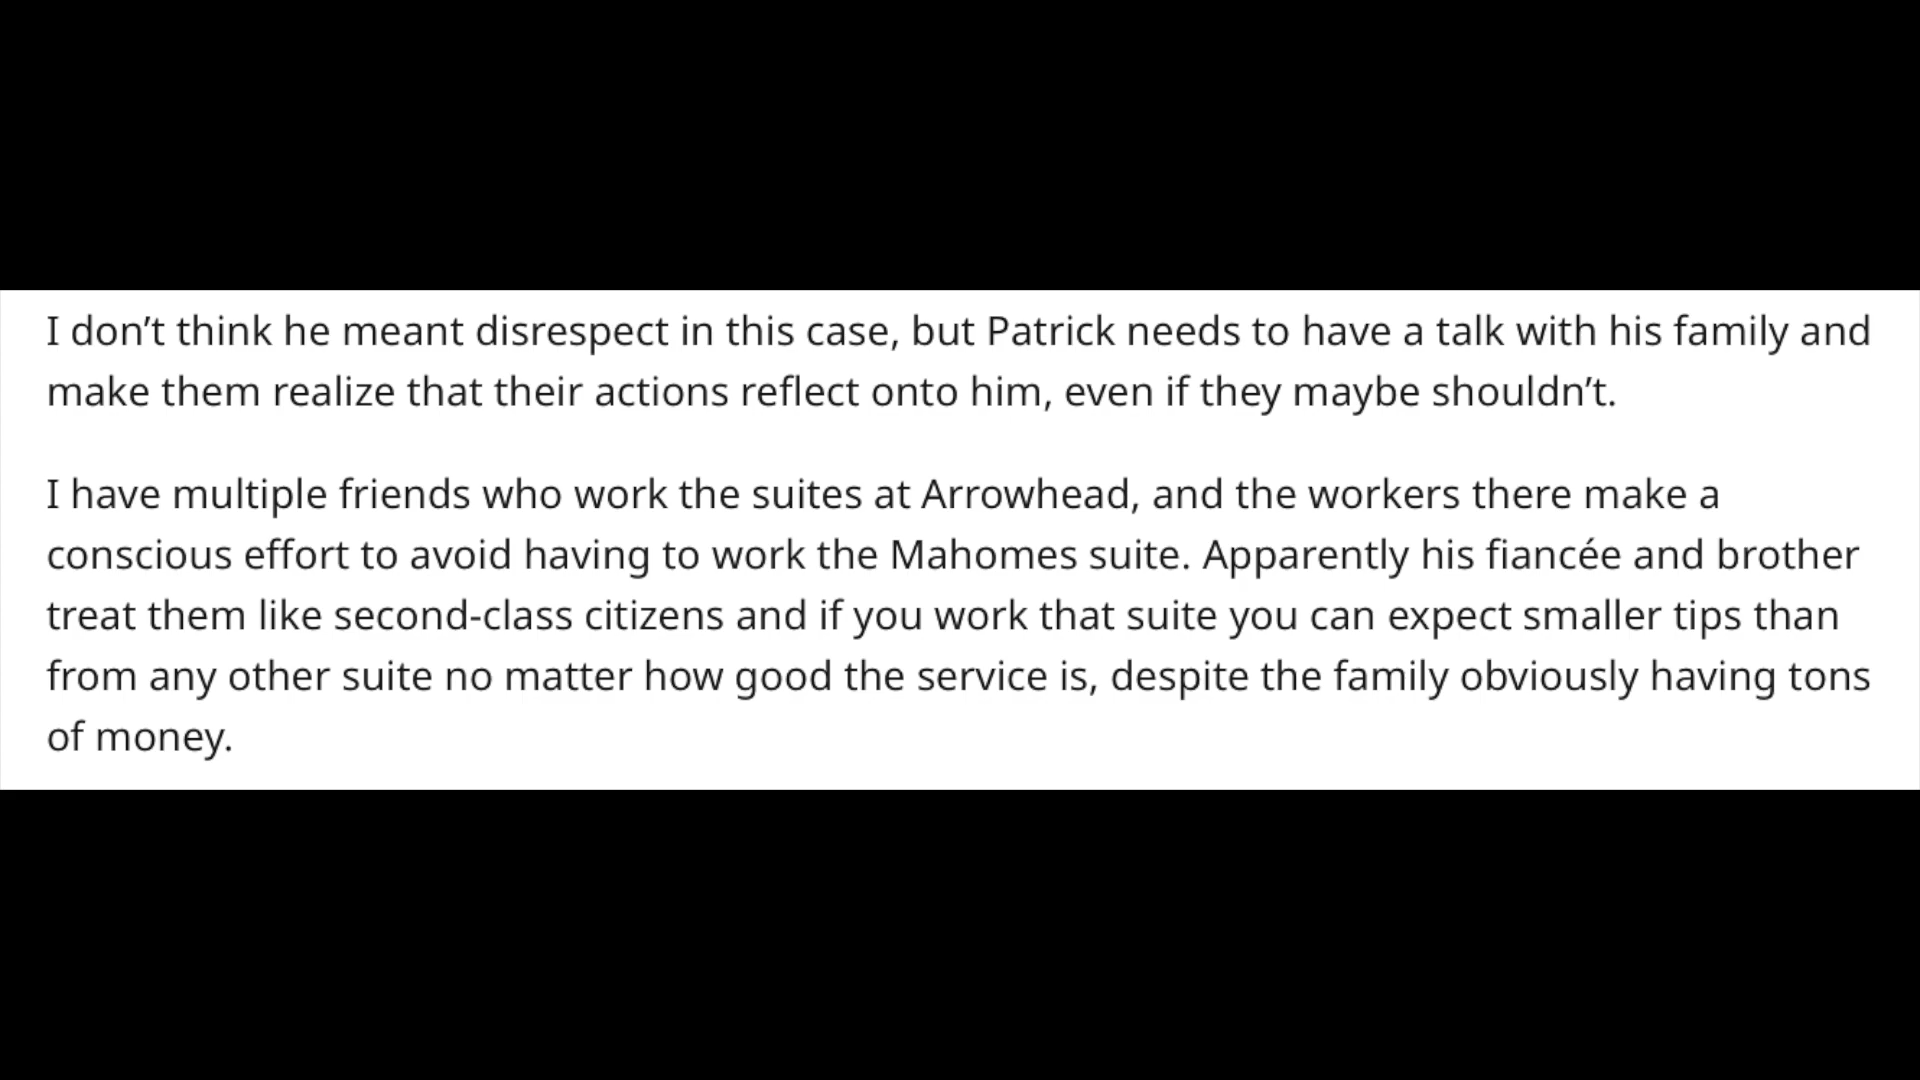 I don’t think he meant disrespect in this case, but Patrick needs to have a talk with his family and
make them realize that their actions reflect onto him, even if they maybe shouldn’t.
I have multiple friends who work the suites at Arrowhead, and the workers there make a
conscious effort to avoid having to work the Mahomes suite. Apparently his fiancée and brother
treat them like second-class citizens and if you work that suite you can expect smaller tips than
from any other suite no matter how good the service is, despite the family obviously having tons
of money.